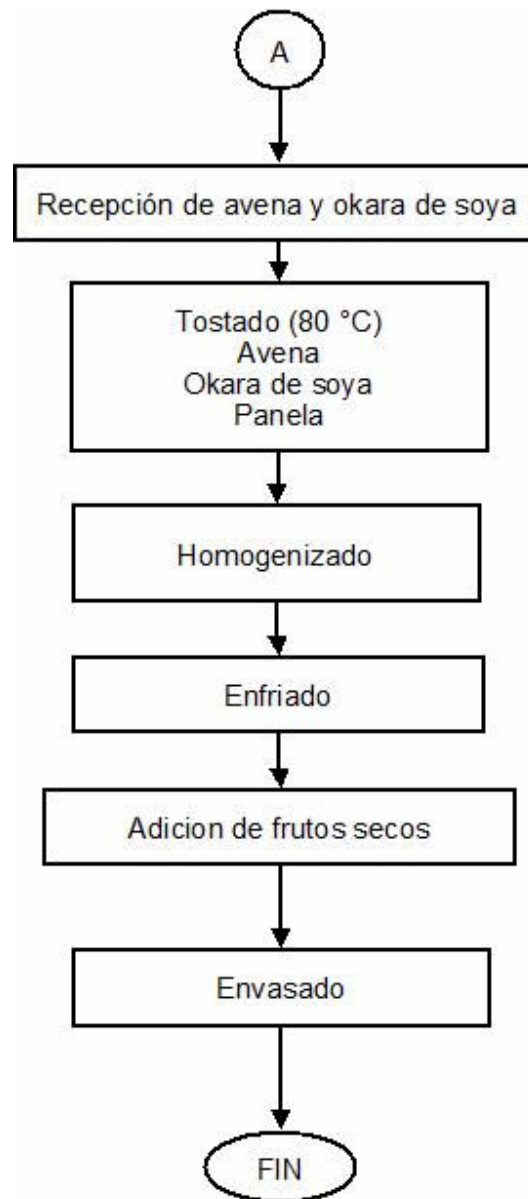 A
Recepción de avena y okara de soya
Tostado (80 °C)
Avena
Okara de soya
Panela
Homogenizado
Enfriado
Adicion de frutos secos
Envasado
FIN